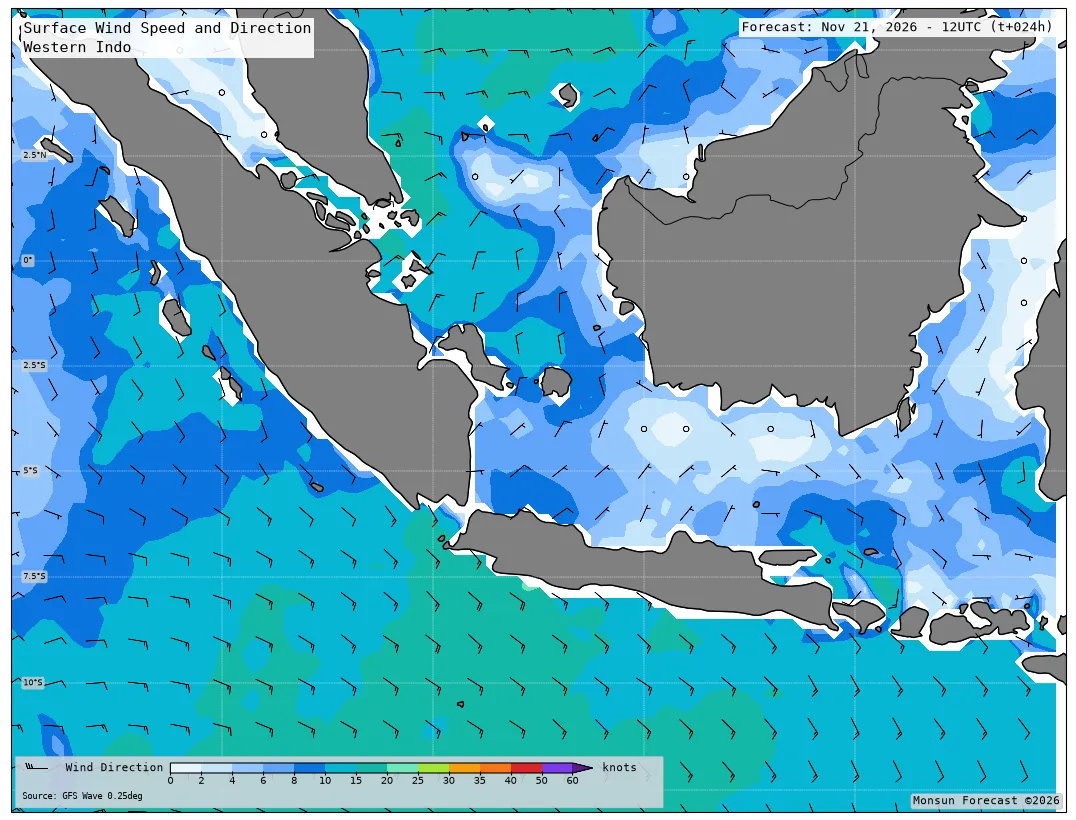 Surface Wind Speed and Direction
Western Indo
Forecast: Nov 21, 2026 - 12UTC (t+024h)
2.5°N
0°
2.5°S
5°S
7.5°S
10°S
Wind Direction
0 2 4 6 8 10 15 20 25 30 35 40 50 60
knots
Source: GFS Wave 0.25deg
Monsun Forecast ©2026